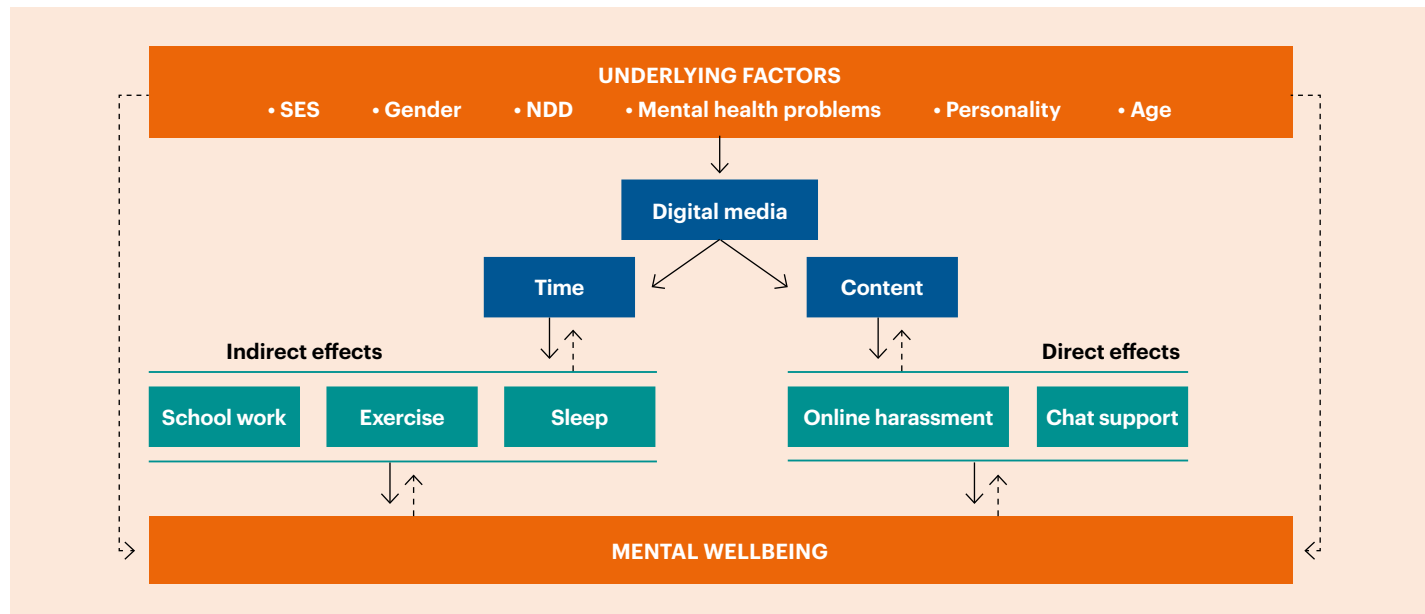 UNDERLYING FACTORS
• SES • Gender • NDD • Mental health problems • Personality • Age
Digital media
Time
Content
Indirect effects
Direct effects
School work
Exercise
Sleep
Online harassment
Chat support
MENTAL WELLBEING